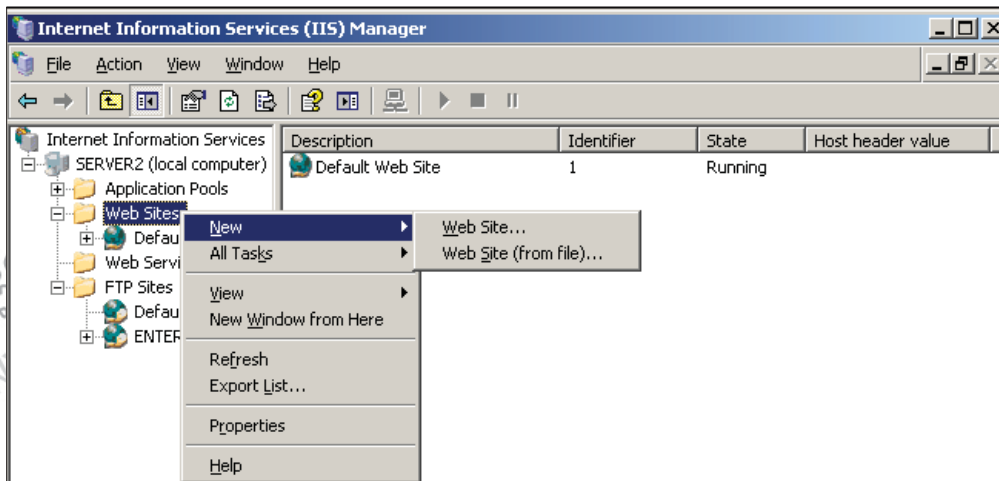 Internet Information Services (IIS) Manager
File Action View Window Help
Internet Information Services
Description Identifier State Host header value
SERVER2 (local computer)
Default Web Site 1 Running
Application Pools
Web Sites
New
Web Site...
Defau
All Tasks
Web Site (from file)...
Web Servi
FTP Sites
View
Defau
New Window from Here
ENTER
Refresh
Export List...
Properties
Help